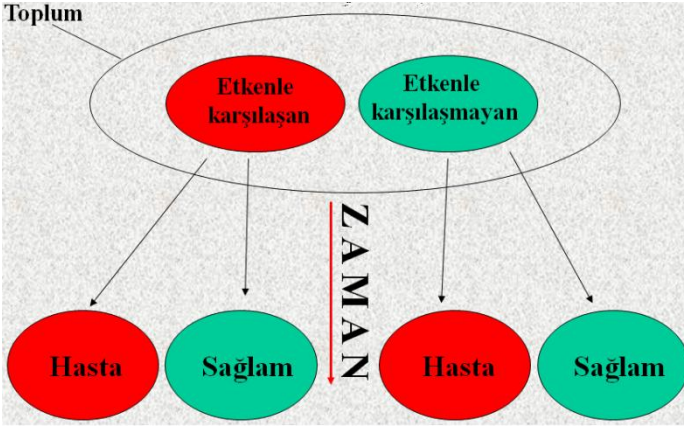 Toplum
Etkenle
karşılaşan
Etkenle
karşılaşmayan
ZAMAN
Hasta
Sağlam
Hasta
Sağlam